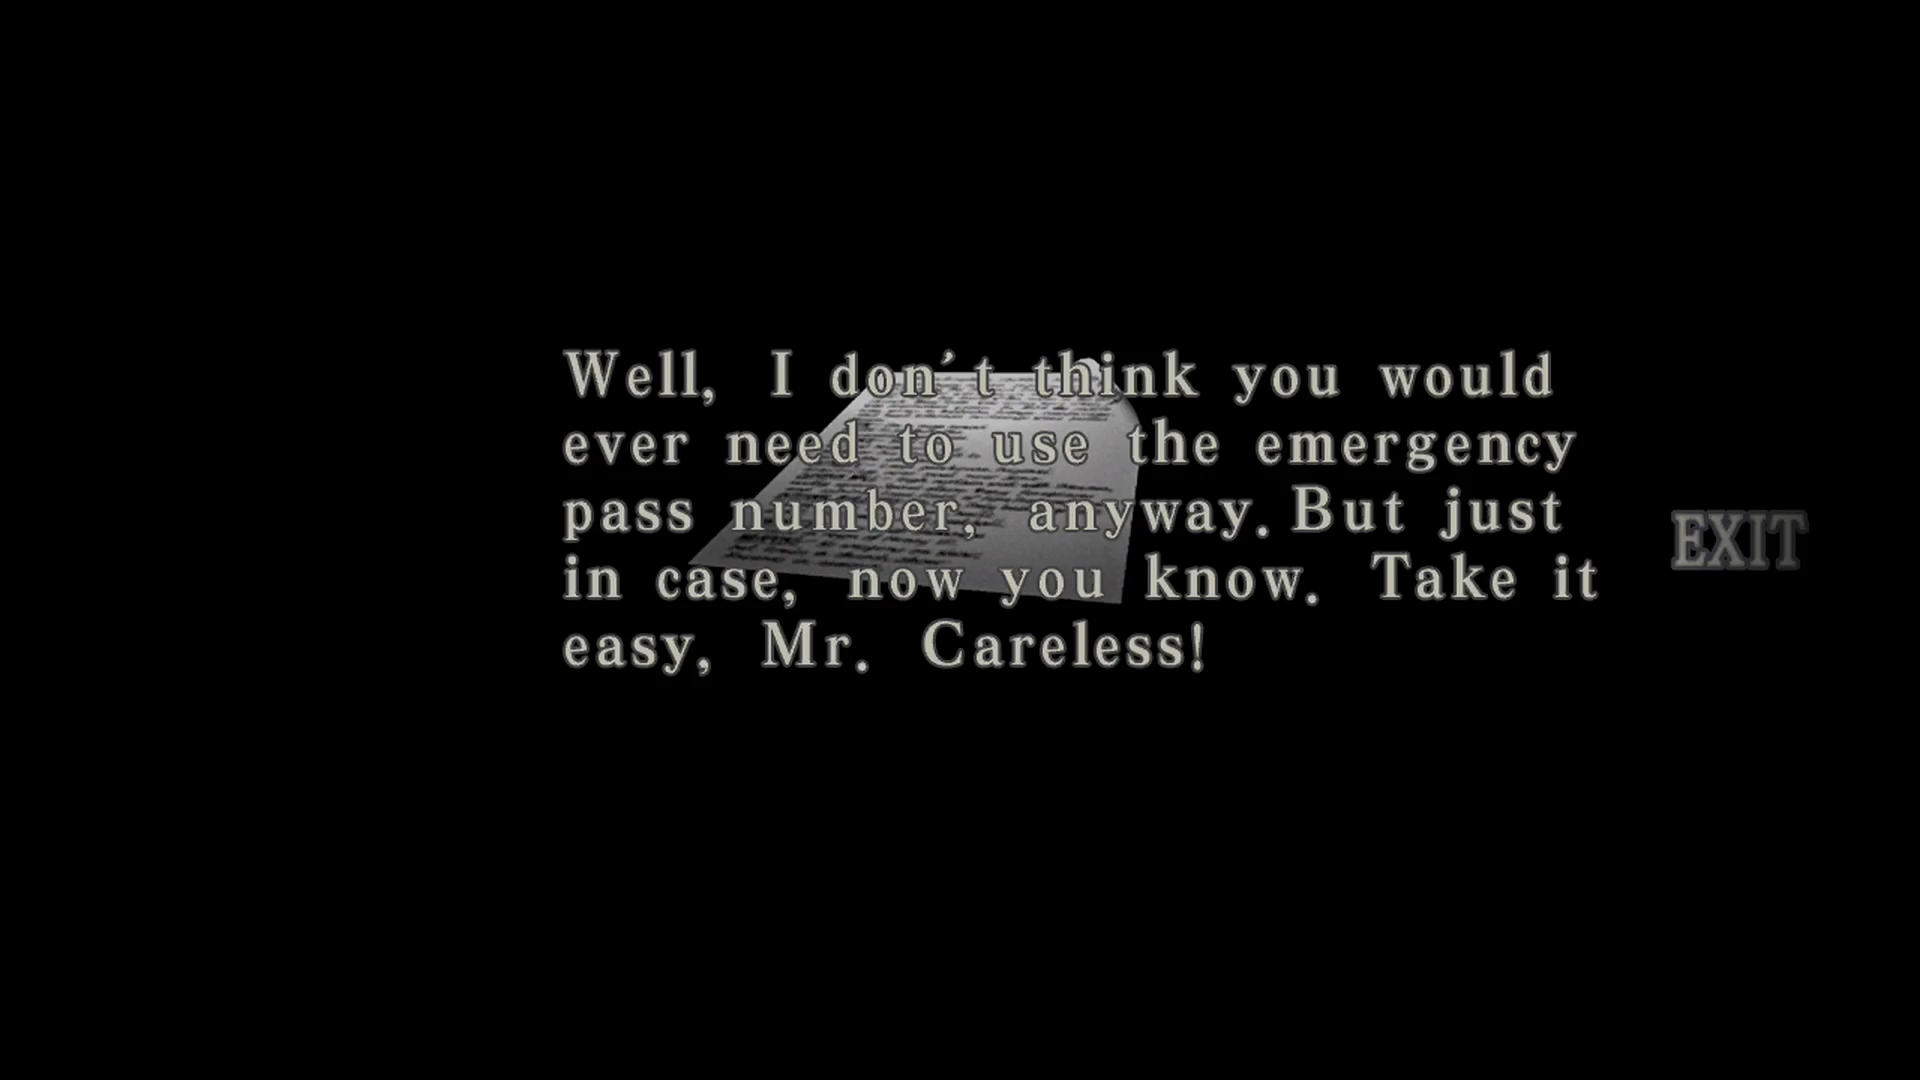 Well, I don't think you would
ever need to use the emergency
pass number, anyway. But just
in case, now you know. Take it
easy, Mr. Careless!
EXIT